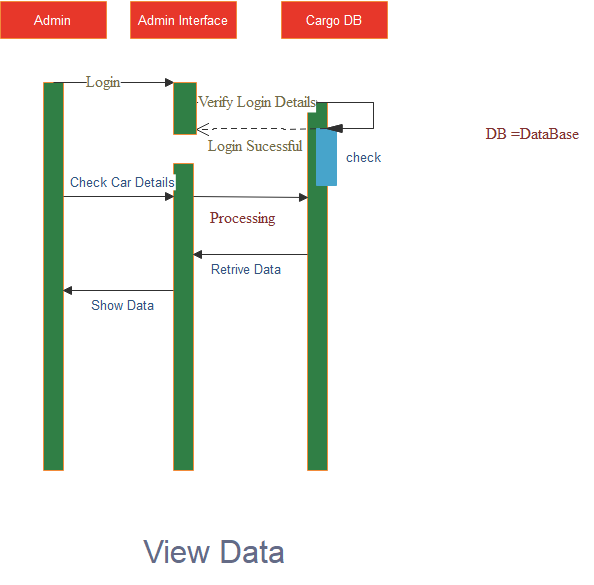 Admin
Admin Interface
Cargo DB
Login
Verify Login Details
Login Sucessful
DB =DataBase
check
Check Car Details
Processing
Retrive Data
Show Data
View Data